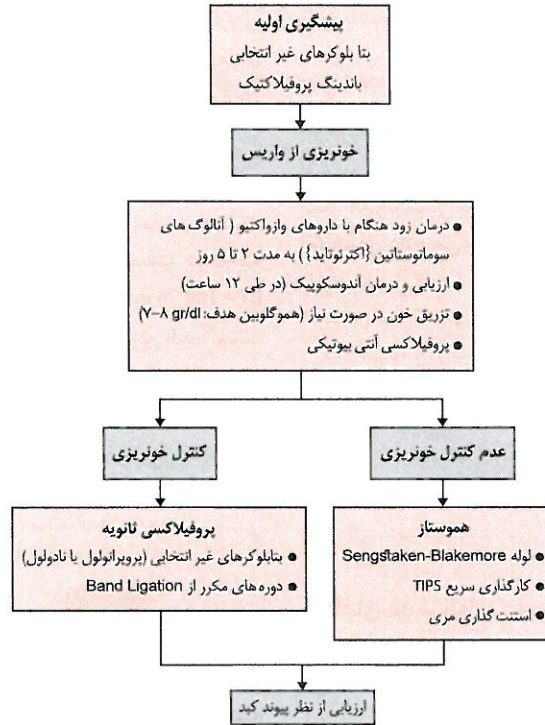 پیشگیری اولیه
بتا بلوکرهای غیر انتخابی
باندینگ پروفیلاکتیک
خونریزی از واریس
● درمان زود هنگام با داروهای وازواکتیو ( آنالوگ های
سوماتوستاتین {اکترئوتاید}) به مدت ۲ تا ۵ روز
● ارزیابی و درمان آندوسکوپیک (در طی ۱۲ ساعت)
● تزریق خون در صورت نیاز (هموگلوبین هدف: ۷-۸ gr/dl)
● پروفیلاکسی آنتی بیوتیکی
عدم کنترل خونریزی
کنترل خونریزی
هموستاز
● لوله Sengstaken-Blakemore
● کارگذاری سریع TIPS
● استنت گذاری مری
پروفیلاکسی ثانویه
● بتابلوکرهای غیر انتخابی (پروپرانولول یا نادولول)
● دوره های مکرر از Band Ligation
ارزیابی از نظر پیوند کبد